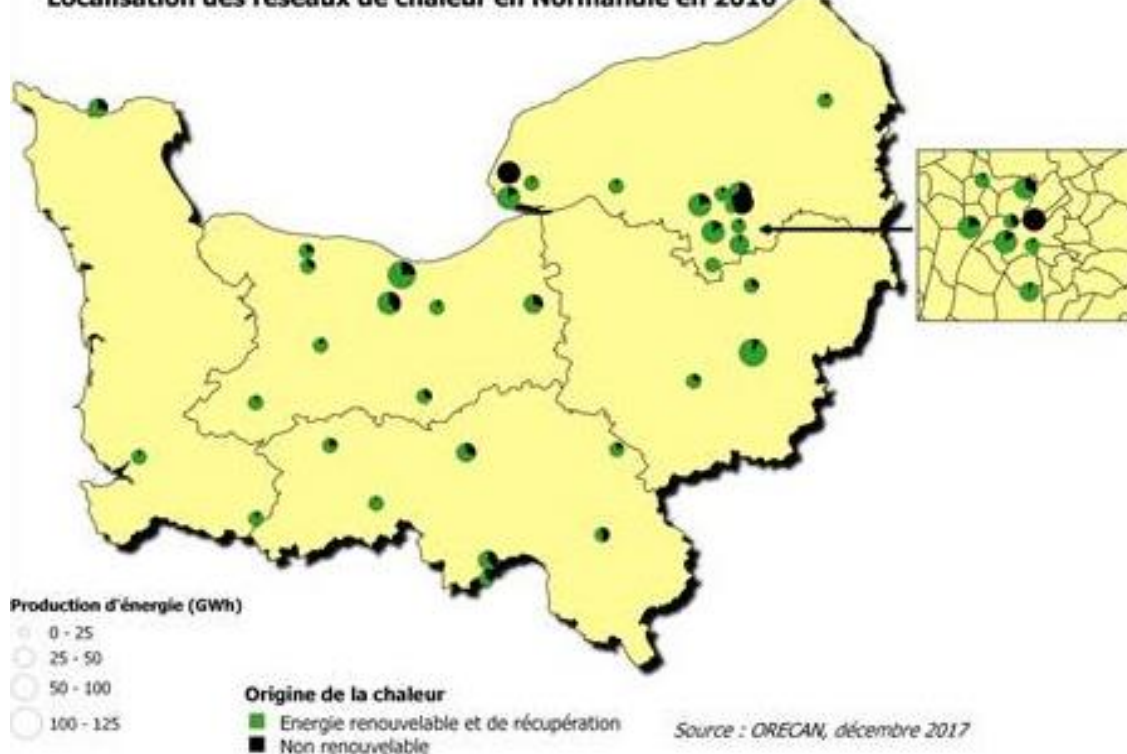 Localisation des réseaux de chaleur en Normandie en 2016
Production d'énergie (GWh)
0 - 25
25 - 50
50 - 100
100 - 125
Origine de la chaleur
Energie renouvelable et de récupération
Non renouvelable
Source : ORECAN, décembre 2017